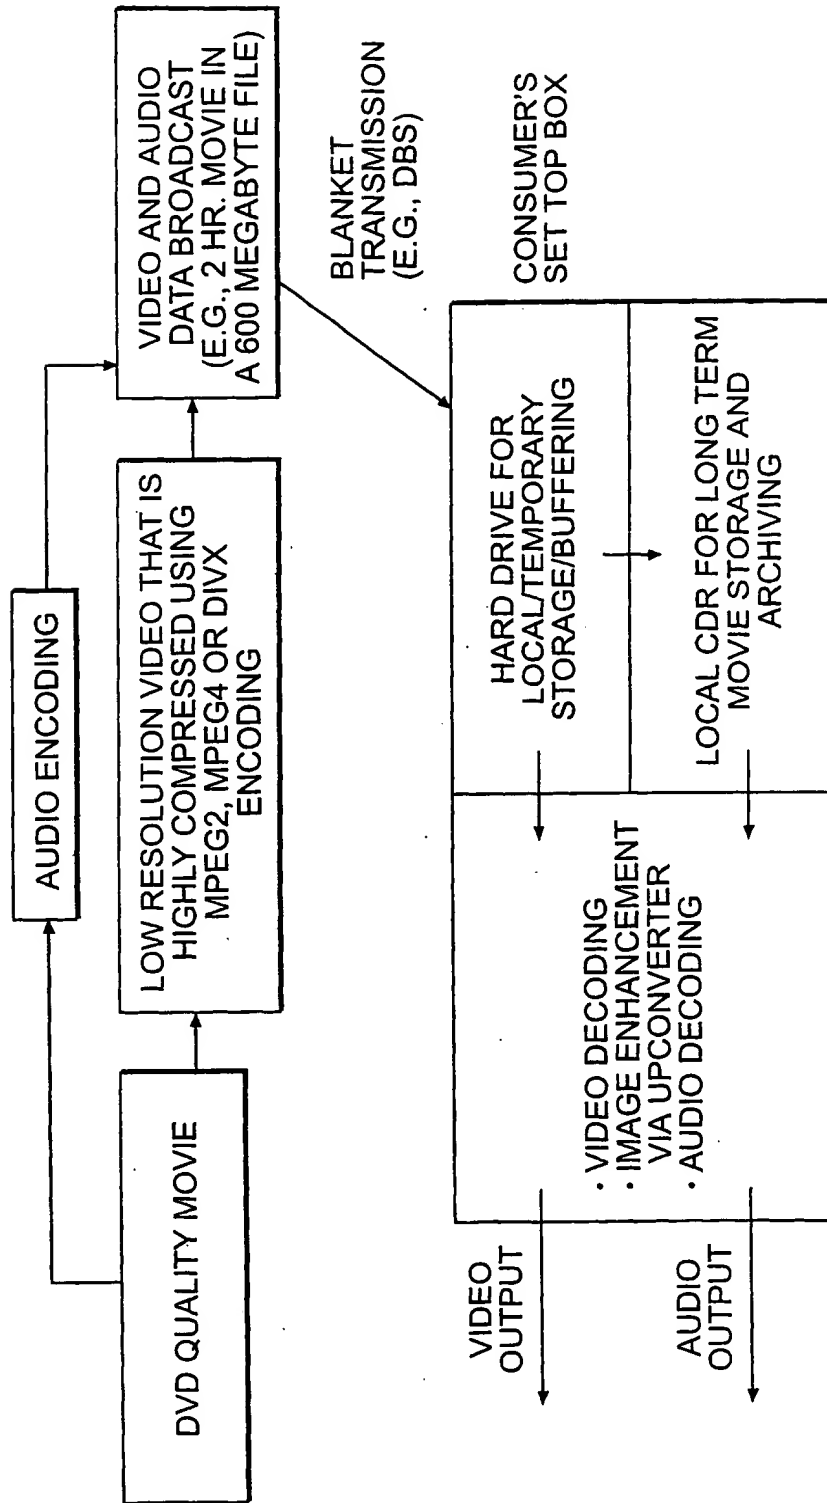 AUDIO ENCODING
DVD QUALITY MOVIE
LOW RESOLUTION VIDEO THAT IS
HIGHLY COMPRESSED USING
MPEG2, MPEG4 OR DIVX
ENCODING
VIDEO AND AUDIO
DATA BROADCAST
(E.G., 2 HR. MOVIE IN
A 600 MEGABYTE FILE)
BLANKET
TRANSMISSION
(E.G., DBS)
CONSUMER'S
SET TOP BOX
HARD DRIVE FOR
LOCAL/TEMPORARY
STORAGE/BUFFERING
LOCAL CDR FOR LONG TERM
MOVIE STORAGE AND
ARCHIVING
· VIDEO DECODING
· IMAGE ENHANCEMENT
VIA UPCONVERTER
· AUDIO DECODING
VIDEO
OUTPUT
AUDIO
OUTPUT